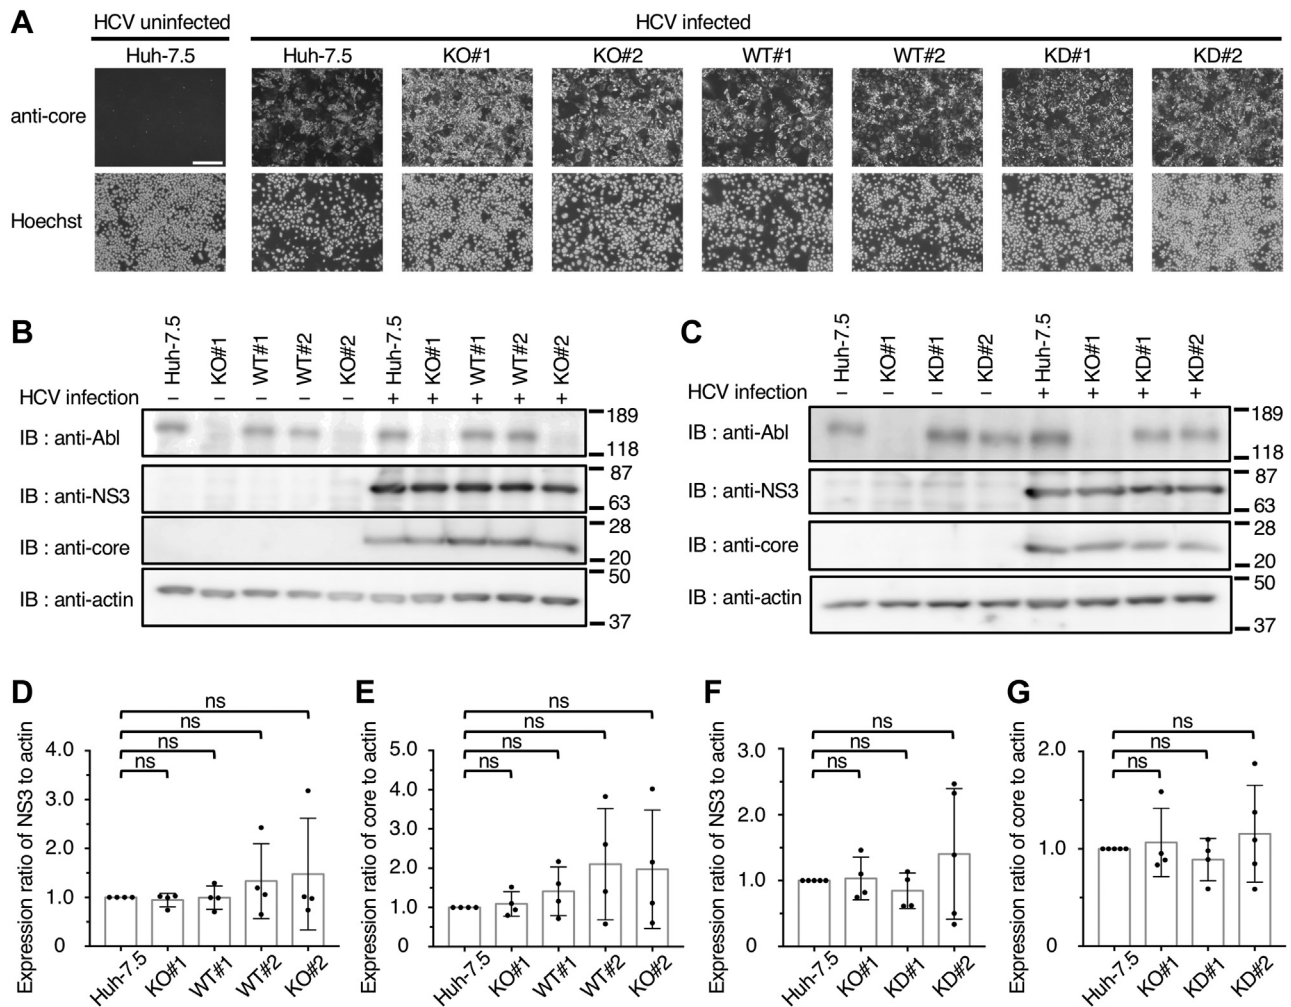 A
HCV uninfected
HCV infected
Huh-7.5
Huh-7.5
KO#1
KO#2
WT#1
WT#2
KD#1
KD#2
anti-core
Hoechst
B
Huh-7.5
KO#1
WT#1
WT#2
KO#2
Huh-7.5
KO#1
WT#1
WT#2
KO#2
HCV infection
– – – – – + + + + +
IB : anti-Abl
189
118
IB : anti-NS3
87
63
IB : anti-core
28
20
IB : anti-actin
50
37
C
Huh-7.5
KO#1
KD#1
KD#2
Huh-7.5
KO#1
KD#1
KD#2
HCV infection
– – – – + + + +
IB : anti-Abl
189
118
IB : anti-NS3
87
63
IB : anti-core
28
20
IB : anti-actin
50
37
D
Expression ratio of NS3 to actin
4.0
3.0
2.0
1.0
0
ns
ns
ns
ns
Huh-7.5
KO#1
WT#1
WT#2
KO#2
E
Expression ratio of core to actin
5.0
4.0
3.0
2.0
1.0
0
ns
ns
ns
ns
Huh-7.5
KO#1
WT#1
WT#2
KO#2
F
Expression ratio of NS3 to actin
3.0
2.0
1.0
0
ns
ns
ns
Huh-7.5
KO#1
KD#1
KD#2
G
Expression ratio of core to actin
2.0
1.0
0
ns
ns
ns
Huh-7.5
KO#1
KD#1
KD#2